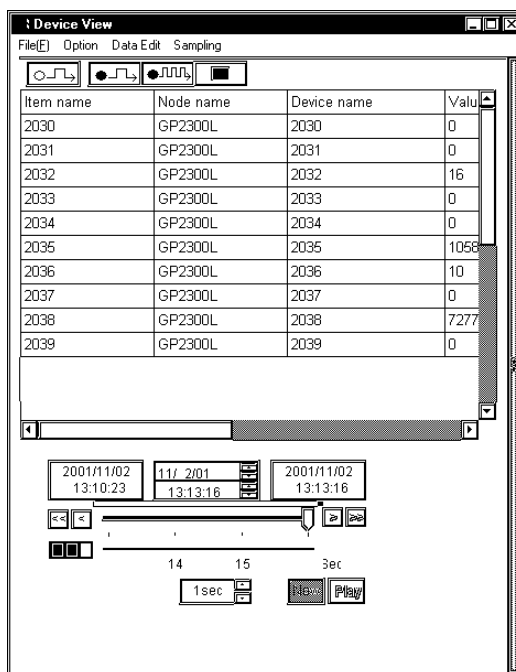 Device View
File(F) Option Data Edit Sampling
Item name Node name Device name Valu
2030 GP2300L 2030 0
2031 GP2300L 2031 0
2032 GP2300L 2032 16
2033 GP2300L 2033 0
2034 GP2300L 2034 0
2035 GP2300L 2035 1058
2036 GP2300L 2036 10
2037 GP2300L 2037 0
2038 GP2300L 2038 7277
2039 GP2300L 2039 0
2001/11/02 11/ 2/01 2001/11/02
13:10:23 13:13:16 13:13:16
<< < > >>
14 15 Sec
1sec Now Play